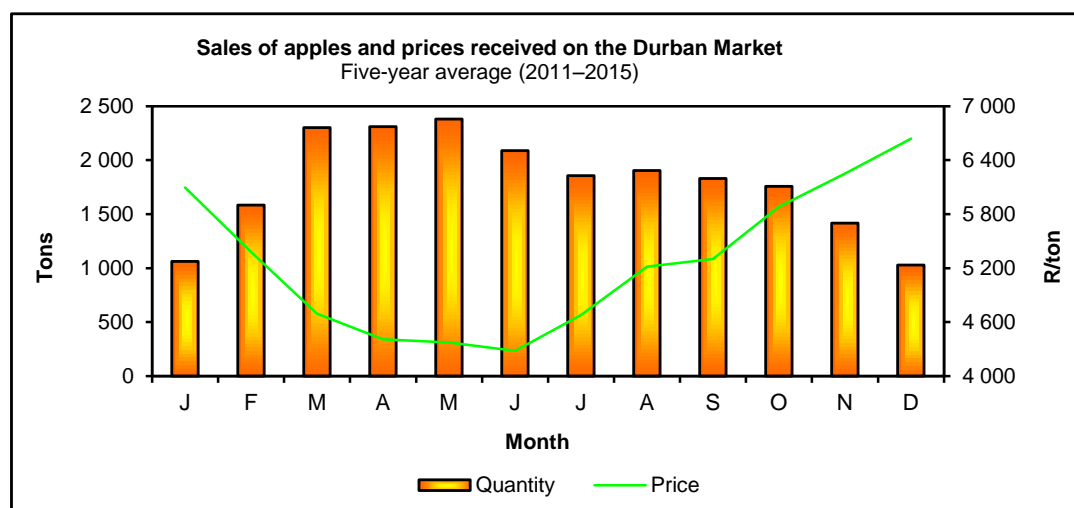 Sales of apples and prices received on the Durban Market
Five-year average (2011–2015)
2 500
2 000
1 500
1 000
500
0
Tons
7 000
6 400
5 800
5 200
4 600
4 000
R/ton
J F M A M J J A S O N D
Month
Quantity Price